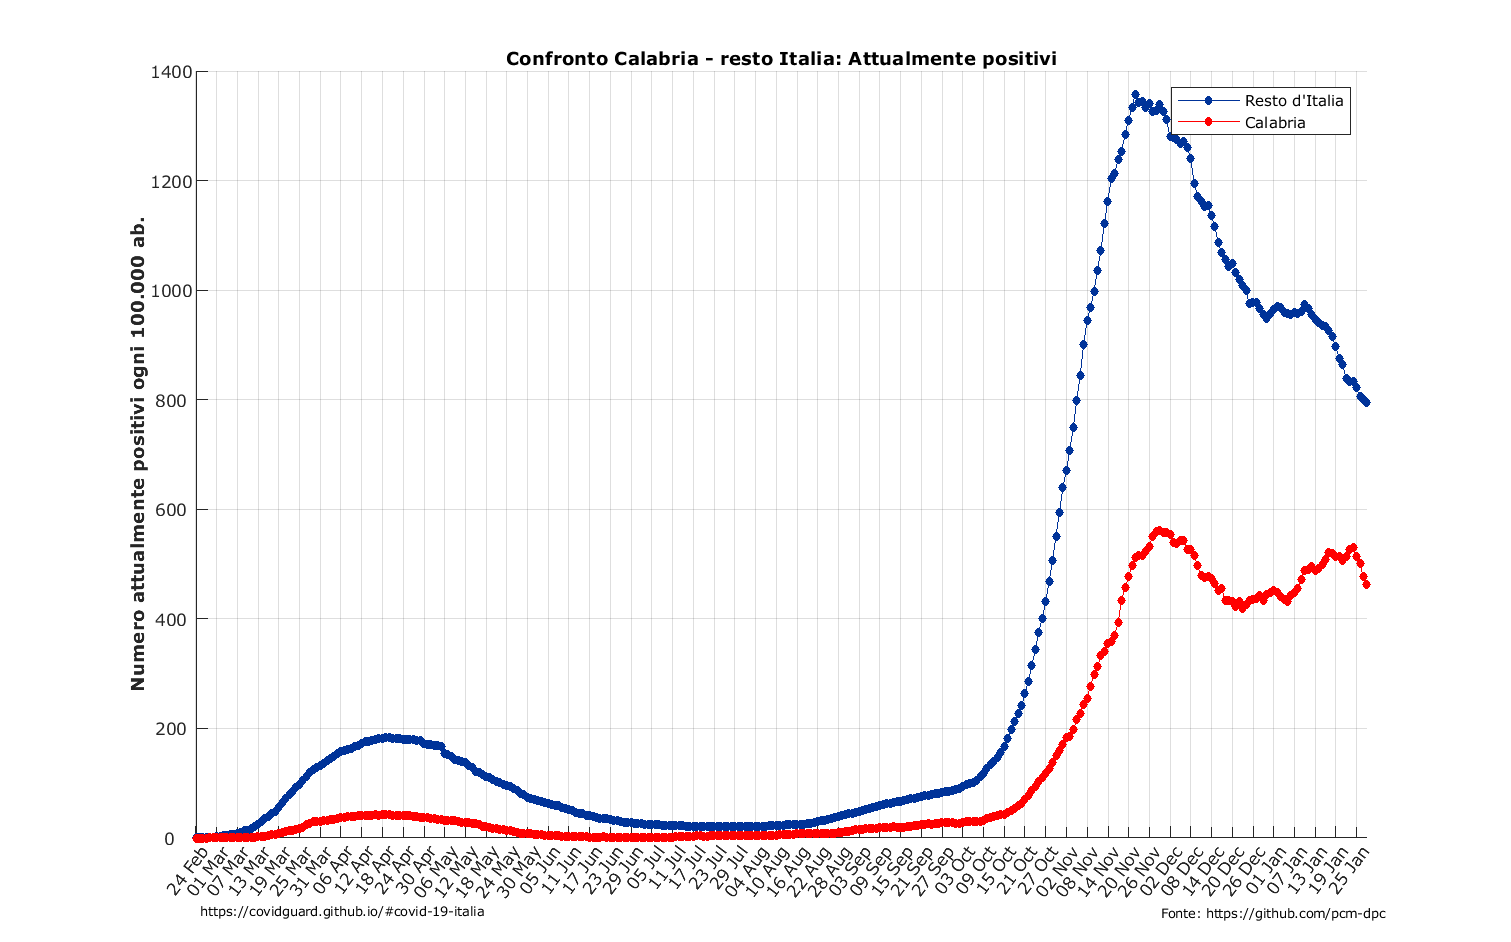 Confronto Calabria - resto Italia: Attualmente positivi
Numero attualmente positivi ogni 100.000 ab.
1400
1200
1000
800
600
400
200
0
Resto d'Italia
Calabria
24 Feb
01 Mar
07 Mar
13 Mar
19 Mar
25 Mar
31 Mar
06 Apr
12 Apr
18 Apr
24 Apr
30 Apr
06 May
12 May
18 May
24 May
30 May
05 Jun
11 Jun
17 Jun
23 Jun
29 Jun
05 Jul
11 Jul
17 Jul
23 Jul
29 Jul
04 Aug
10 Aug
16 Aug
22 Aug
28 Aug
03 Sep
09 Sep
15 Sep
21 Sep
27 Sep
03 Oct
09 Oct
15 Oct
21 Oct
27 Oct
02 Nov
08 Nov
14 Nov
20 Nov
26 Nov
02 Dec
08 Dec
14 Dec
20 Dec
26 Dec
01 Jan
07 Jan
13 Jan
19 Jan
25 Jan
https://covidguard.github.io/#covid-19-italia
Fonte: https://github.com/pcm-dpc